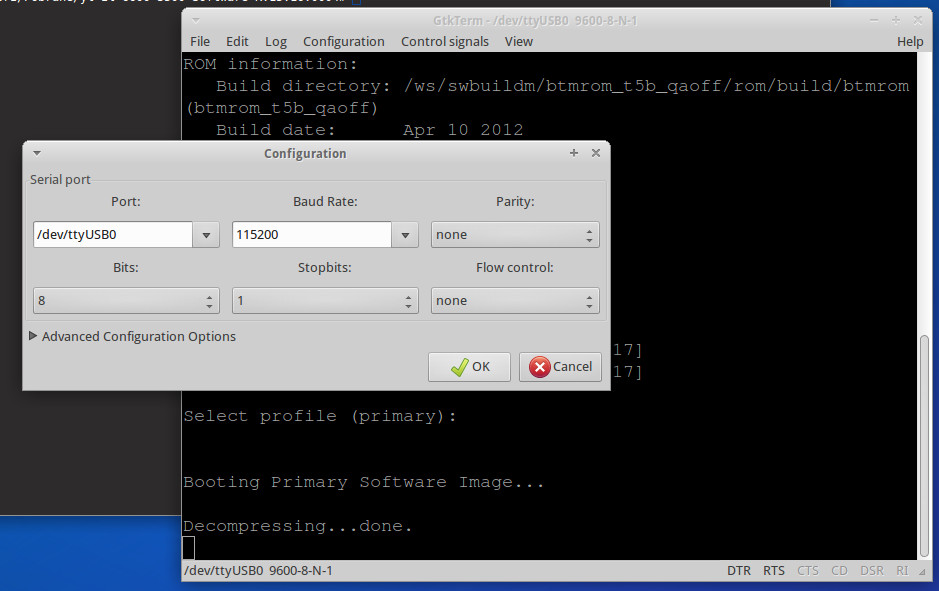 GtkTerm - /dev/ttyUSB0 9600-8-N-1
File Edit Log Configuration Control signals View Help
ROM information:
Build directory: /ws/swbuildm/btmrom_t5b_qaoff/rom/build/btmrom
(btmrom_t5b_qaoff)
Build date: Apr 10 2012
Configuration
Serial port
Port: Baud Rate: Parity:
/dev/ttyUSB0 115200 none
Bits: Stopbits: Flow control:
8 1 none
Advanced Configuration Options
17]
OK Cancel
17]
Select profile (primary):
Booting Primary Software Image...
Decompressing...done.
/dev/ttyUSB0 9600-8-N-1 DTR RTS CTS CD DSR RI